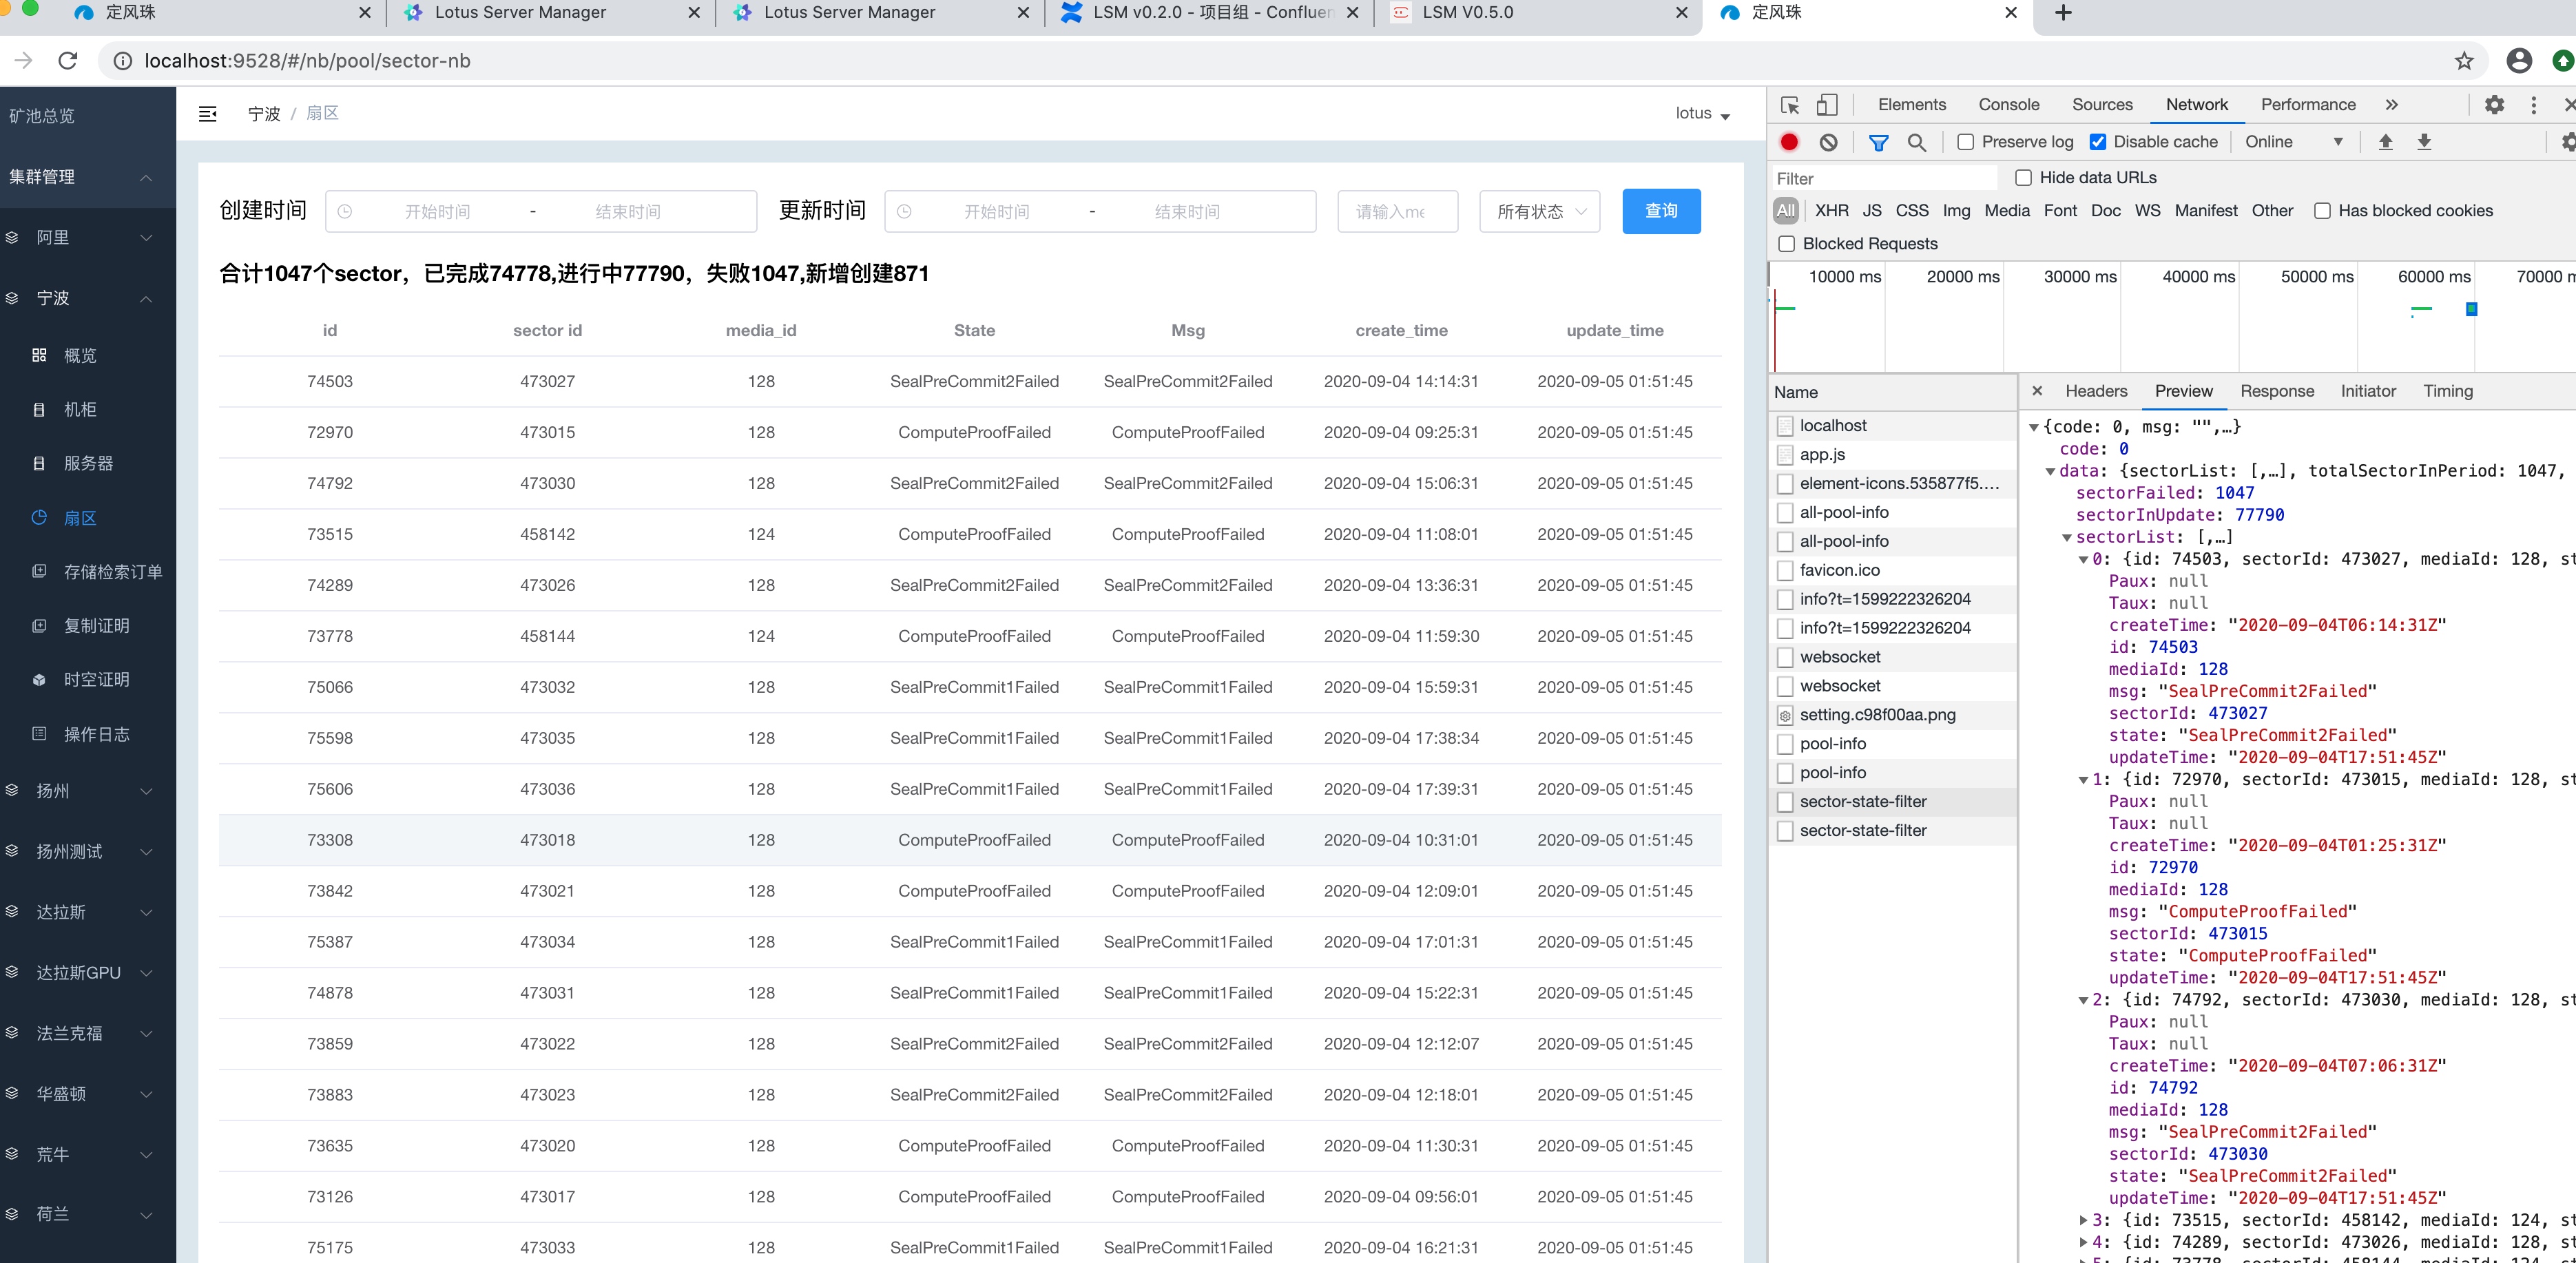 定风珠
Lotus Server Manager
Lotus Server Manager
LSM v0.2.0 - 项目组 - Confluen
LSM V0.5.0
定风珠
localhost:9528/#/nb/pool/sector-nb
矿池总览
集群管理
阿里
宁波
概览
机柜
服务器
扇区
存储检索订单
复制证明
时空证明
操作日志
扬州
扬州测试
达拉斯
达拉斯GPU
法兰克福
华盛顿
荒牛
荷兰
宁波 / 扇区
lotus
创建时间 开始时间 - 结束时间 更新时间 开始时间 - 结束时间 请输入me 所有状态 查询
合计1047个sector，已完成74778,进行中77790，失败1047,新增创建871
id sector id media_id State Msg create_time update_time
74503 473027 128 SealPreCommit2Failed SealPreCommit2Failed 2020-09-04 14:14:31 2020-09-05 01:51:45
72970 473015 128 ComputeProofFailed ComputeProofFailed 2020-09-04 09:25:31 2020-09-05 01:51:45
74792 473030 128 SealPreCommit2Failed SealPreCommit2Failed 2020-09-04 15:06:31 2020-09-05 01:51:45
73515 458142 124 ComputeProofFailed ComputeProofFailed 2020-09-04 11:08:01 2020-09-05 01:51:45
74289 473026 128 SealPreCommit2Failed SealPreCommit2Failed 2020-09-04 13:36:31 2020-09-05 01:51:45
73778 458144 124 ComputeProofFailed ComputeProofFailed 2020-09-04 11:59:30 2020-09-05 01:51:45
75066 473032 128 SealPreCommit1Failed SealPreCommit1Failed 2020-09-04 15:59:31 2020-09-05 01:51:45
75598 473035 128 SealPreCommit1Failed SealPreCommit1Failed 2020-09-04 17:38:34 2020-09-05 01:51:45
75606 473036 128 SealPreCommit1Failed SealPreCommit1Failed 2020-09-04 17:39:31 2020-09-05 01:51:45
73308 473018 128 ComputeProofFailed ComputeProofFailed 2020-09-04 10:31:01 2020-09-05 01:51:45
73842 473021 128 ComputeProofFailed ComputeProofFailed 2020-09-04 12:09:01 2020-09-05 01:51:45
75387 473034 128 SealPreCommit1Failed SealPreCommit1Failed 2020-09-04 17:01:31 2020-09-05 01:51:45
74878 473031 128 SealPreCommit1Failed SealPreCommit1Failed 2020-09-04 15:22:31 2020-09-05 01:51:45
73859 473022 128 SealPreCommit2Failed SealPreCommit2Failed 2020-09-04 12:12:07 2020-09-05 01:51:45
73883 473023 128 SealPreCommit2Failed SealPreCommit2Failed 2020-09-04 12:18:01 2020-09-05 01:51:45
73635 473020 128 ComputeProofFailed ComputeProofFailed 2020-09-04 11:30:31 2020-09-05 01:51:45
73126 473017 128 ComputeProofFailed ComputeProofFailed 2020-09-04 09:56:01 2020-09-05 01:51:45
75175 473033 128 SealPreCommit1Failed SealPreCommit1Failed 2020-09-04 16:21:31 2020-09-05 01:51:45
Elements Console Sources Network Performance
Preserve log Disable cache Online
Filter Hide data URLs
All XHR JS CSS Img Media Font Doc WS Manifest Other Has blocked cookies
Blocked Requests
10000 ms 20000 ms 30000 ms 40000 ms 50000 ms 60000 ms 70000 m
Name
localhost
app.js
element-icons.535877f5.…
all-pool-info
all-pool-info
favicon.ico
info?t=1599222326204
info?t=1599222326204
websocket
websocket
setting.c98f00aa.png
pool-info
pool-info
sector-state-filter
sector-state-filter
Headers Preview Response Initiator Timing
{code: 0, msg: "",…}
code: 0
data: {sectorList: [,…], totalSectorInPeriod: 1047,
sectorFailed: 1047
sectorInUpdate: 77790
sectorList: [,…]
0: {id: 74503, sectorId: 473027, mediaId: 128, st
Paux: null
Taux: null
createTime: "2020-09-04T06:14:31Z"
id: 74503
mediaId: 128
msg: "SealPreCommit2Failed"
sectorId: 473027
state: "SealPreCommit2Failed"
updateTime: "2020-09-04T17:51:45Z"
1: {id: 72970, sectorId: 473015, mediaId: 128, st
Paux: null
Taux: null
createTime: "2020-09-04T01:25:31Z"
id: 72970
mediaId: 128
msg: "ComputeProofFailed"
sectorId: 473015
state: "ComputeProofFailed"
updateTime: "2020-09-04T17:51:45Z"
2: {id: 74792, sectorId: 473030, mediaId: 128, st
Paux: null
Taux: null
createTime: "2020-09-04T07:06:31Z"
id: 74792
mediaId: 128
msg: "SealPreCommit2Failed"
sectorId: 473030
state: "SealPreCommit2Failed"
updateTime: "2020-09-04T17:51:45Z"
3: {id: 73515, sectorId: 458142, mediaId: 124, st
4: {id: 74289, sectorId: 473026, mediaId: 128, st
5: {id: 73778, sectorId: 458144, mediaId: 124, st